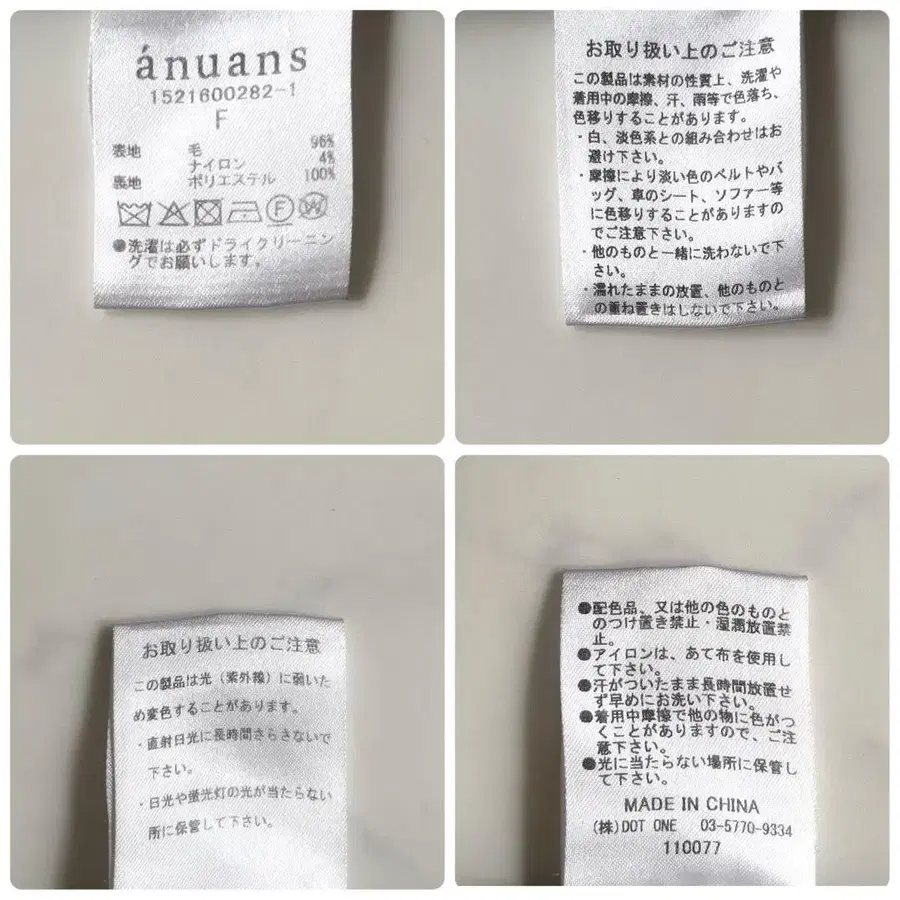 ánuans
1521600282-1
F
表地 毛 96%
ナイロン 4%
裏地 ポリエステル 100%
F W
●洗濯は必ずドライクリーニン
グでお願いします。
お取り扱い上のご注意
この製品は素材の性質上、洗濯や
着用中の摩擦、汗、雨等で色落ち、
色移りすることがあります。
・白、淡色系との組み合わせはお
避け下さい。
・摩擦により淡い色のベルトやバ
ッグ、車のシート、ソファー等
に色移りすることがありますの
でご注意下さい。
・他のものと一緒に洗わないで下
さい。
・濡れたままの放置、他のものと
の重ね置きはしないで下さい。
お取り扱い上のご注意
この製品は光（紫外線）に弱いた
め変色することがあります。
・直射日光に長時間さらさないで
下さい。
・日光や蛍光灯の光が当たらない
所に保管して下さい。
●配色品、又は他の色のものと
のつけ置き禁止・湿潤放置禁
止。
●アイロンは、あて布を使用し
て下さい。
●汗がついたまま長時間放置せ
ず早めにお洗い下さい。
●着用中摩擦で他の物に色がつ
くことがありますので、ご注
意下さい。
●光に当たらない場所に保管し
て下さい。
MADE IN CHINA
(株)DOT ONE 03-5770-9334
110077